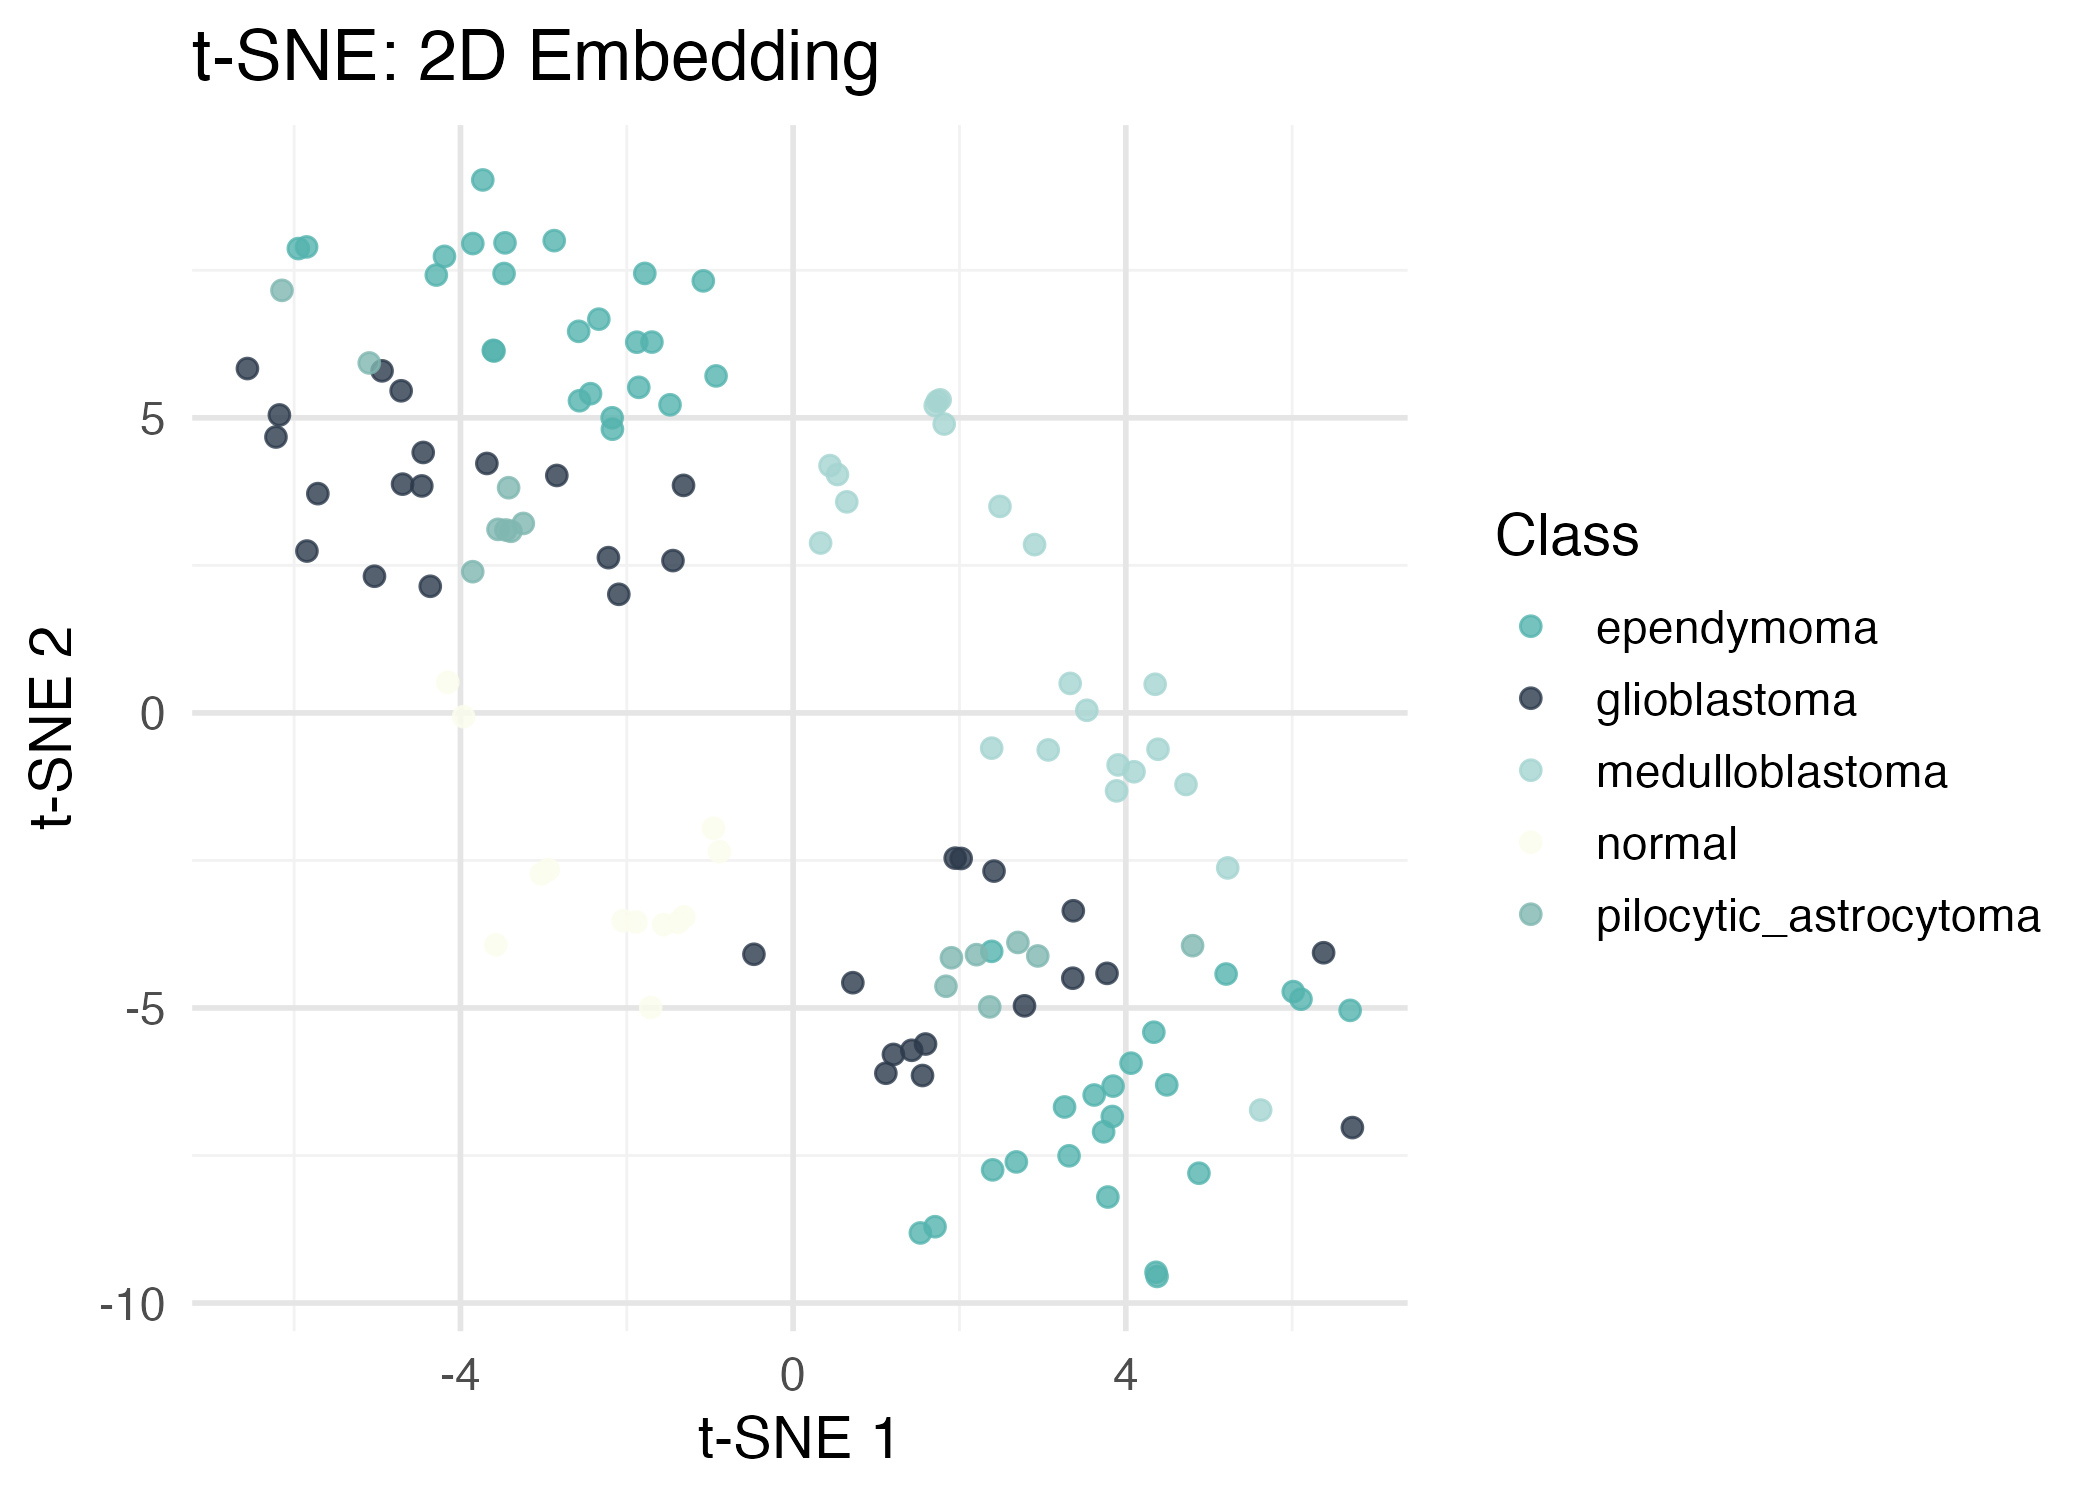 t-SNE: 2D Embedding
t-SNE 2
5
0
-5
-10
-4 0 4
t-SNE 1
Class
ependymoma
glioblastoma
medulloblastoma
normal
pilocytic_astrocytoma